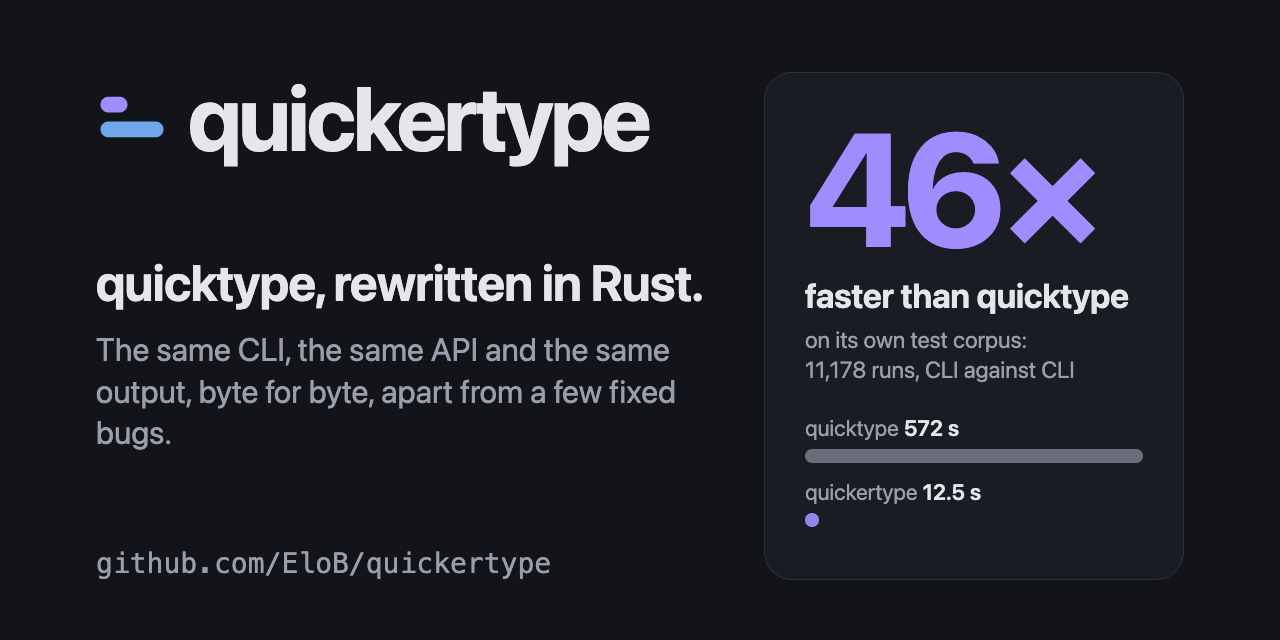 quickertype
quicktype, rewritten in Rust.
The same CLI, the same API and the same
output, byte for byte, apart from a few fixed
bugs.
github.com/EloB/quickertype
46×
faster than quicktype
on its own test corpus:
11,178 runs, CLI against CLI
quicktype 572 s
quickertype 12.5 s